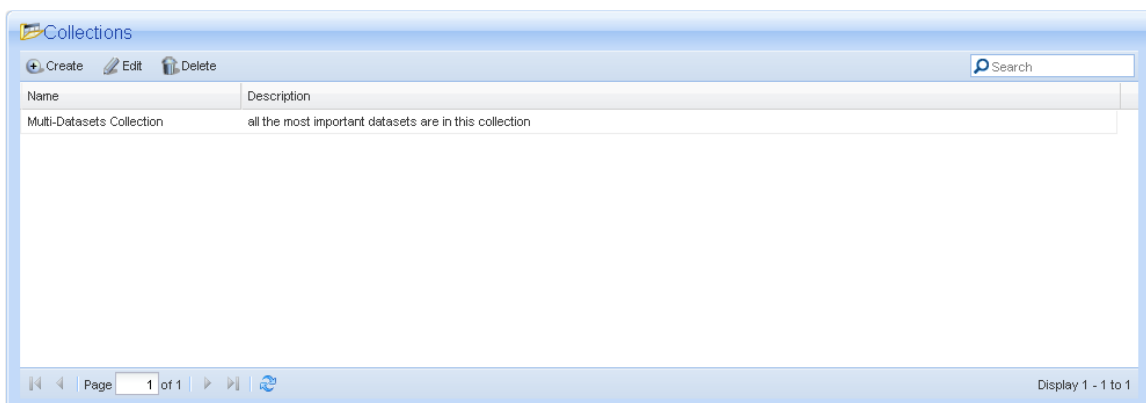 Collections
Create Edit Delete Search
Name Description
Multi-Datasets Collection all the most important datasets are in this collection
Page 1 of 1 Display 1 - 1 to 1